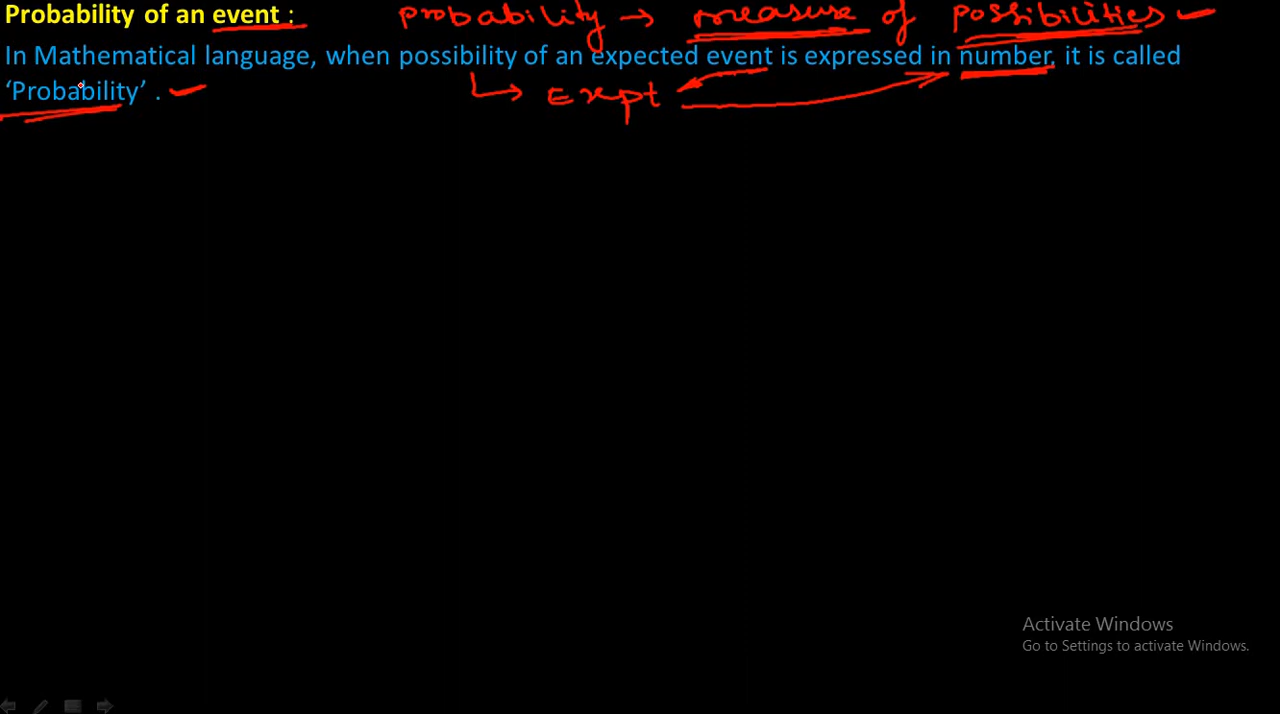 Probability of an event : probability → measure of possibilities
In Mathematical language, when possibility of an expected event is expressed in number, it is called
‘Probability’ . Exept
Activate Windows
Go to Settings to activate Windows.